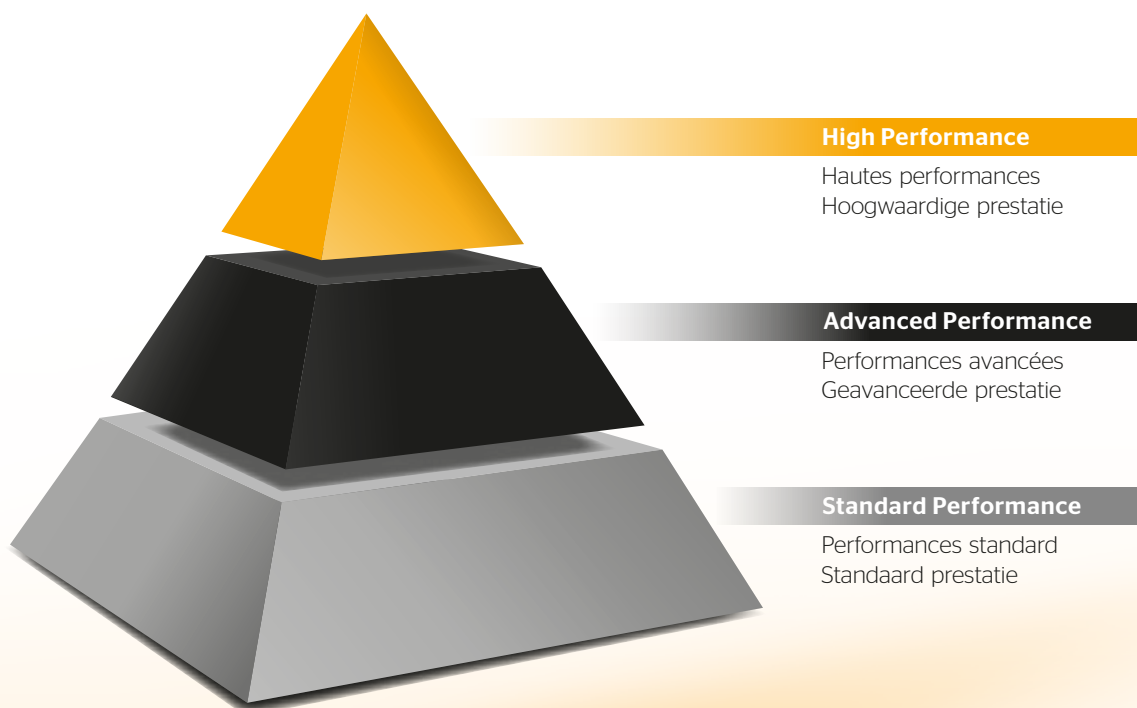 High Performance
Hautes performances
Hoogwaardige prestatie
Advanced Performance
Performances avancées
Geavanceerde prestatie
Standard Performance
Performances standard
Standaard prestatie